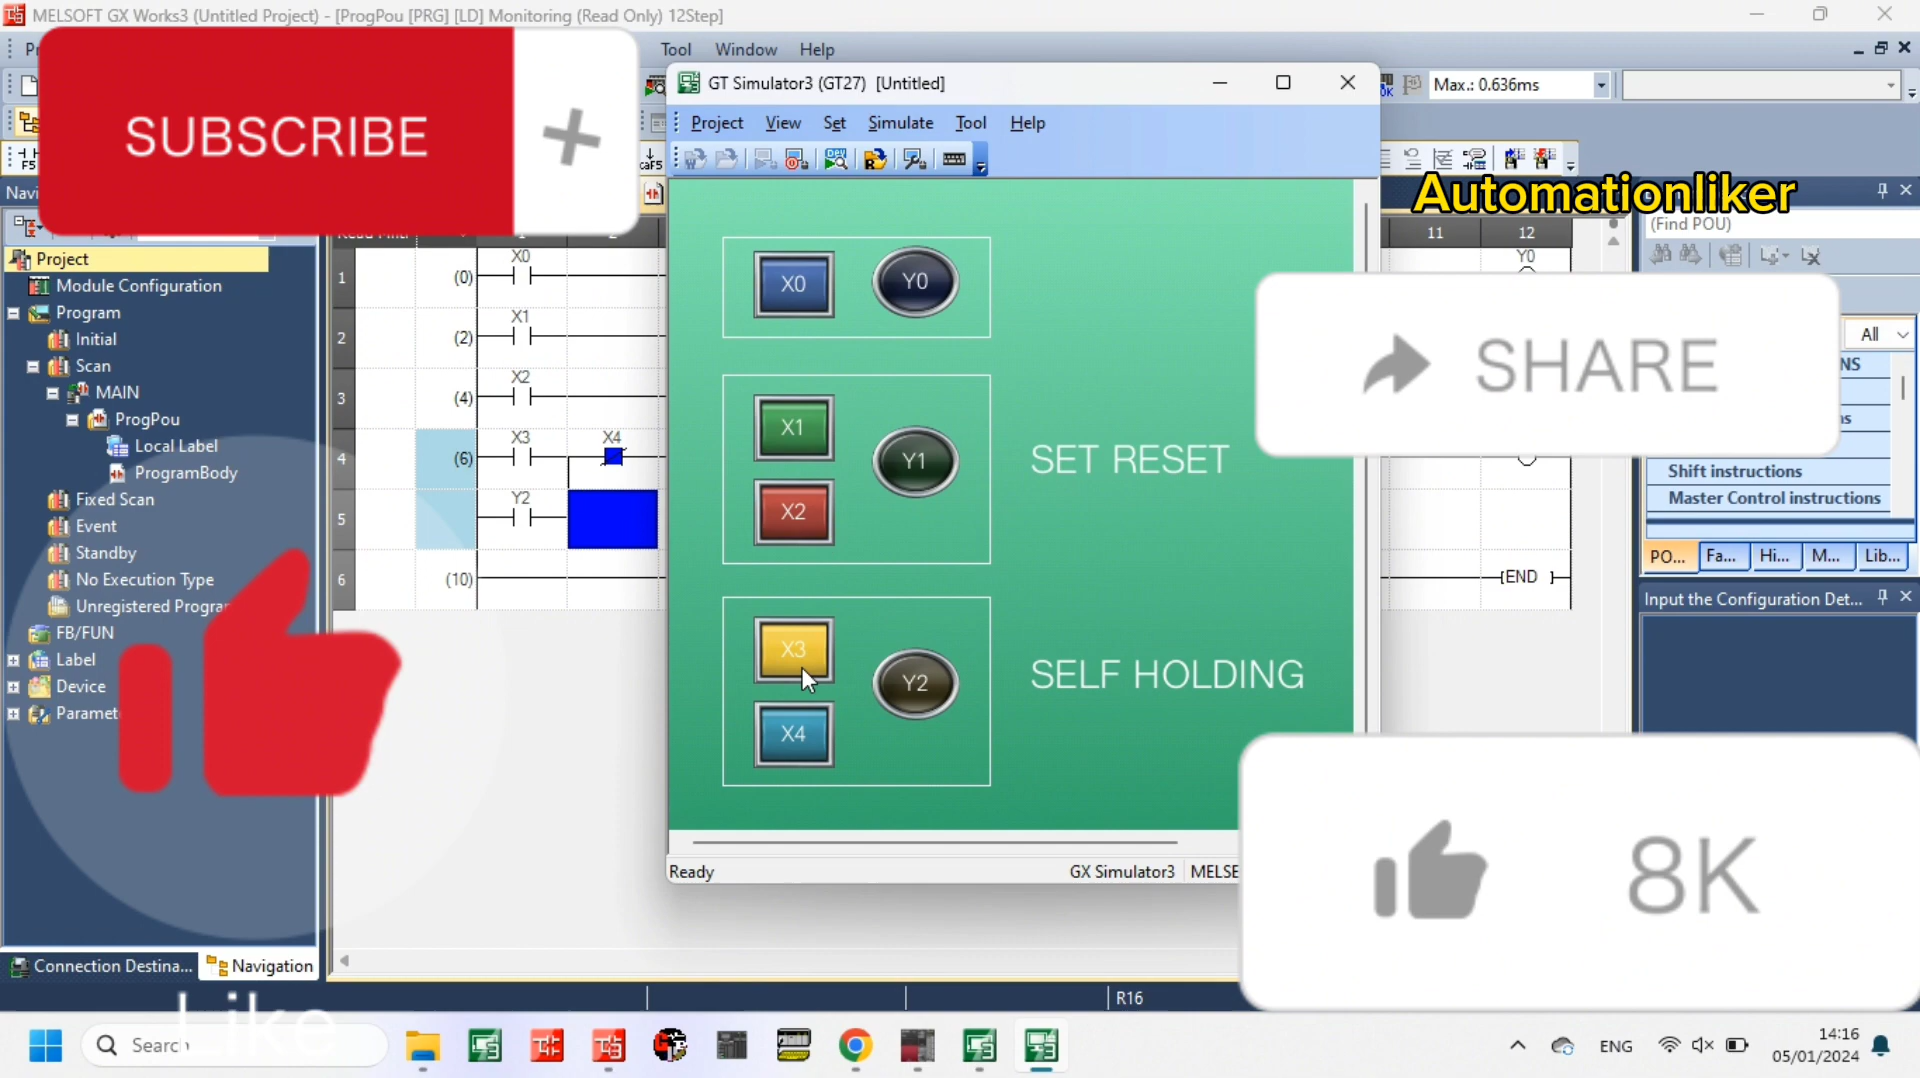 MELSOFT GX Works3 (Untitled Project) - [ProgPou [PRG] [LD] Monitoring (Read Only) 12Step]
Tool Window Help
SUBSCRIBE
GT Simulator3 (GT27) [Untitled]
Max.: 0.636ms
Project View Set Simulate Tool Help
F5
caF5
Automationliker
(Find POU)
Project
Module Configuration
Program
Initial
Scan
MAIN
ProgPou
Local Label
ProgramBody
Fixed Scan
Event
Standby
No Execution Type
Unregistered Progra
FB/FUN
Label
Device
Paramet
11 12
1 (0) X0 Y0
2 (2) X1
3 (4) X2
4 (6) X3 X4
5 Y2
6 (10) [END ]
X0 Y0
X1 Y1
X2
SET RESET
X3 Y2
X4
SELF HOLDING
SHARE
All
NS
Shift instructions
Master Control instructions
PO... Fa... Hi... M... Lib...
Input the Configuration Det...
8K
Ready GX Simulator3 MELSE
Connection Destina... Navigation
R16
Like
Search
ENG
14:16
05/01/2024